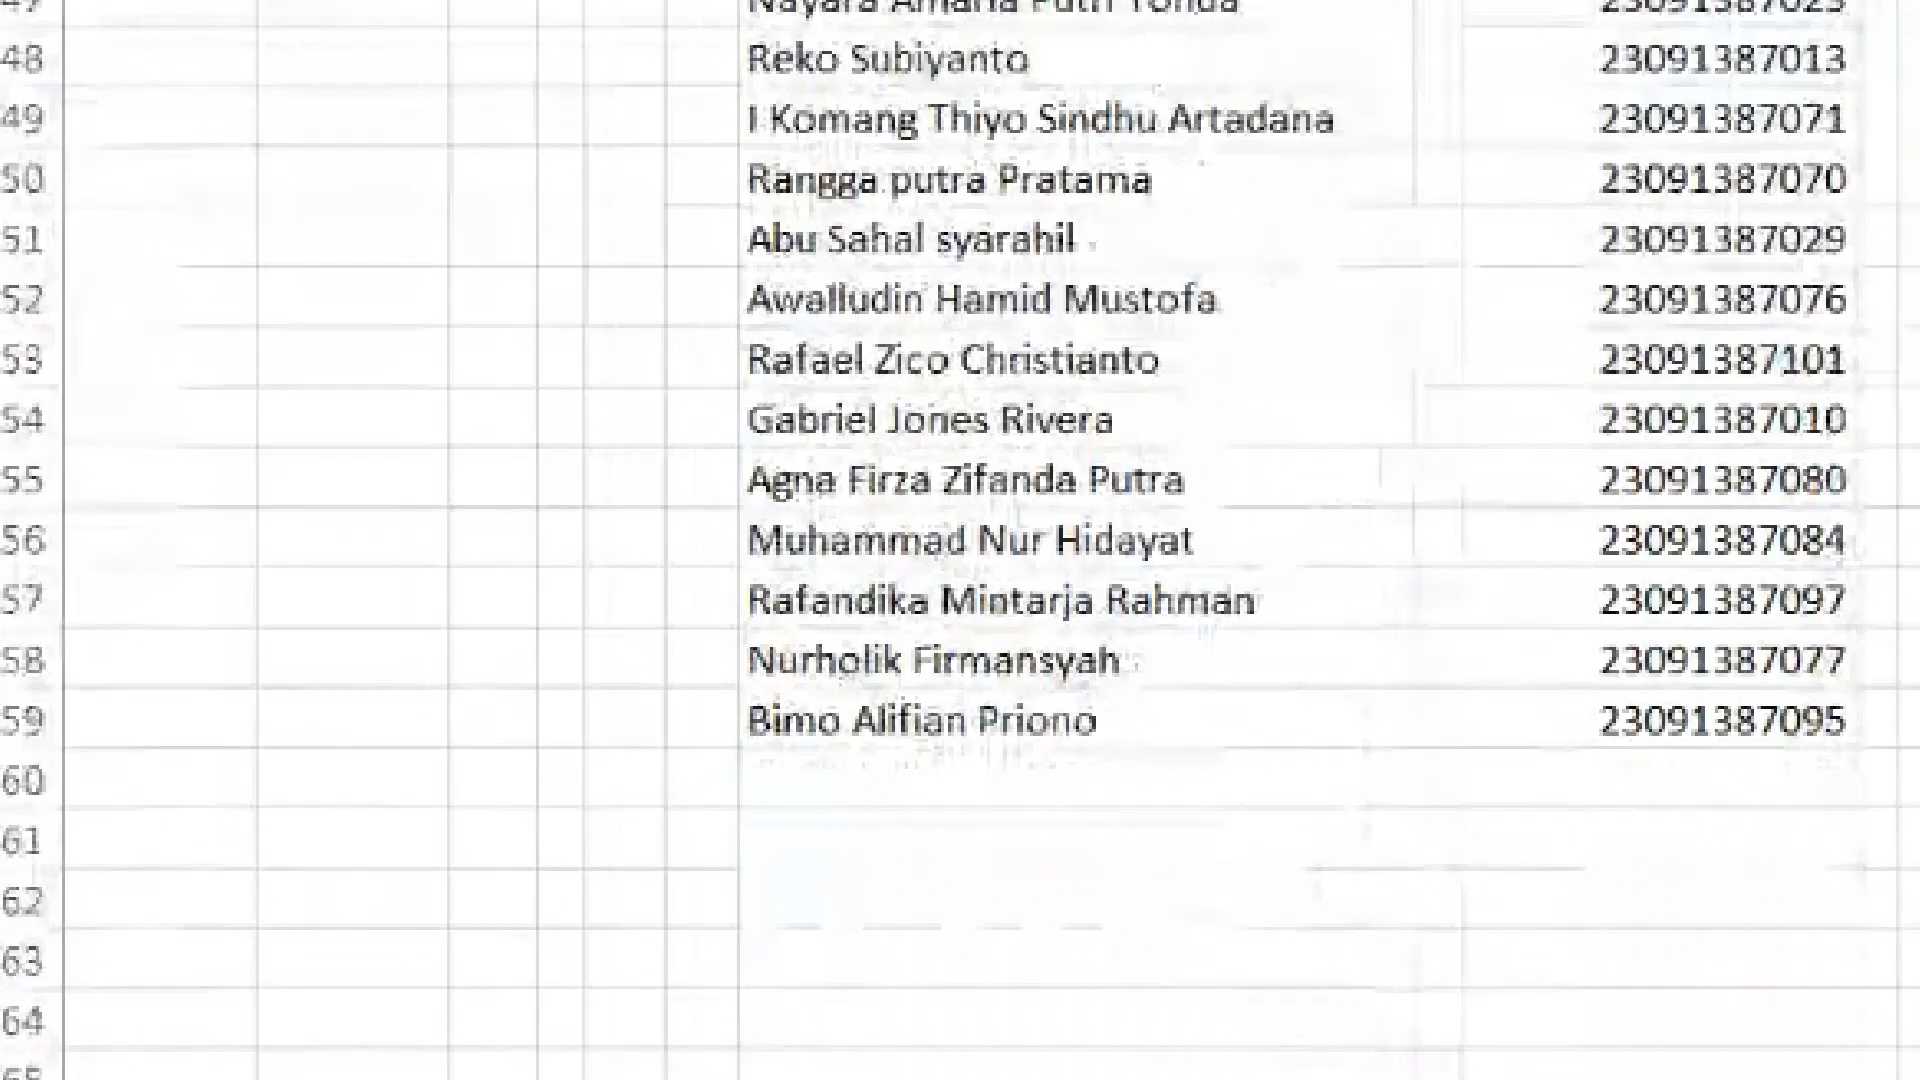 48 Reko Subiyanto 23091387013
49 I Komang Thiyo Sindhu Artadana 23091387071
50 Rangga putra Pratama 23091387070
51 Abu Sahal syarahil 23091387029
52 Awalludin Hamid Mustofa 23091387076
53 Rafael Zico Christianto 23091387101
54 Gabriel Jones Rivera 23091387010
55 Agna Firza Zifanda Putra 23091387080
56 Muhammad Nur Hidayat 23091387084
57 Rafandika Mintarja Rahman 23091387097
58 Nurholik Firmansyah 23091387077
59 Bimo Alifian Priono 23091387095
60
61
62
63
64